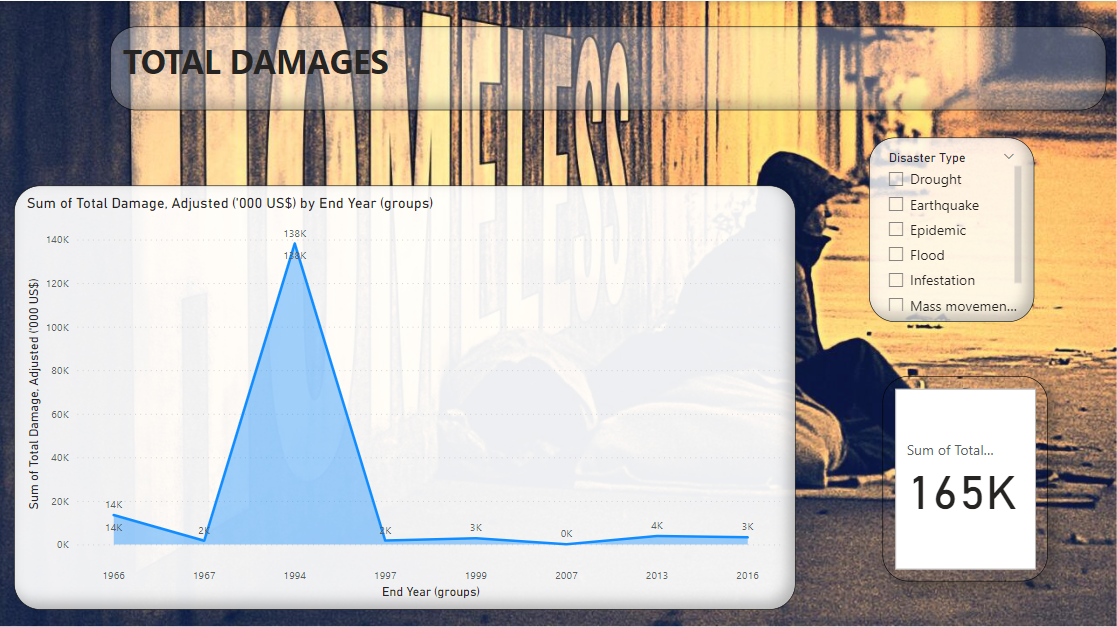 HOMELESS
TOTAL DAMAGES
Disaster Type
Drought
Earthquake
Epidemic
Flood
Infestation
Mass movemen...
Sum of Total Damage, Adjusted ('000 US$) by End Year (groups)
Sum of Total Damage, Adjusted ('000 US$)
140K
120K
100K
80K
60K
40K
20K
0K
14K
14K
2K
138K
138K
2K
3K
0K
4K
3K
1966
1967
1994
1997
1999
2007
2013
2016
End Year (groups)
Sum of Total...
165K